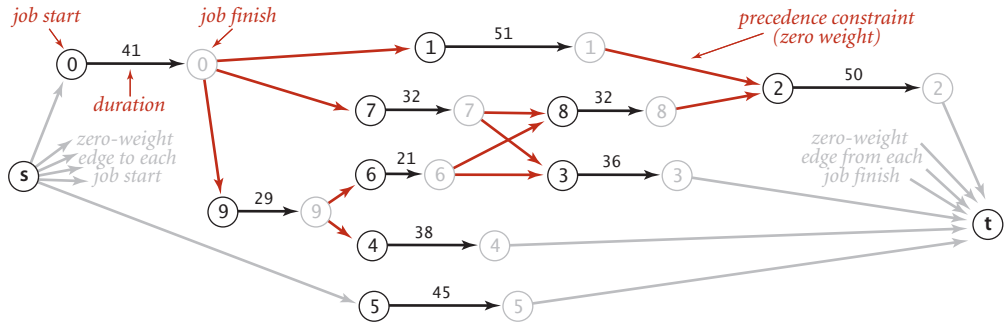 job start
job finish
precedence constraint
(zero weight)
duration
zero-weight
edge to each
job start
zero-weight
edge from each
job finish
0 41 0
1 51 1
7 32 7
8 32 8
2 50 2
s
6 21 6
3 36 3
9 29 9
4 38 4
t
5 45 5